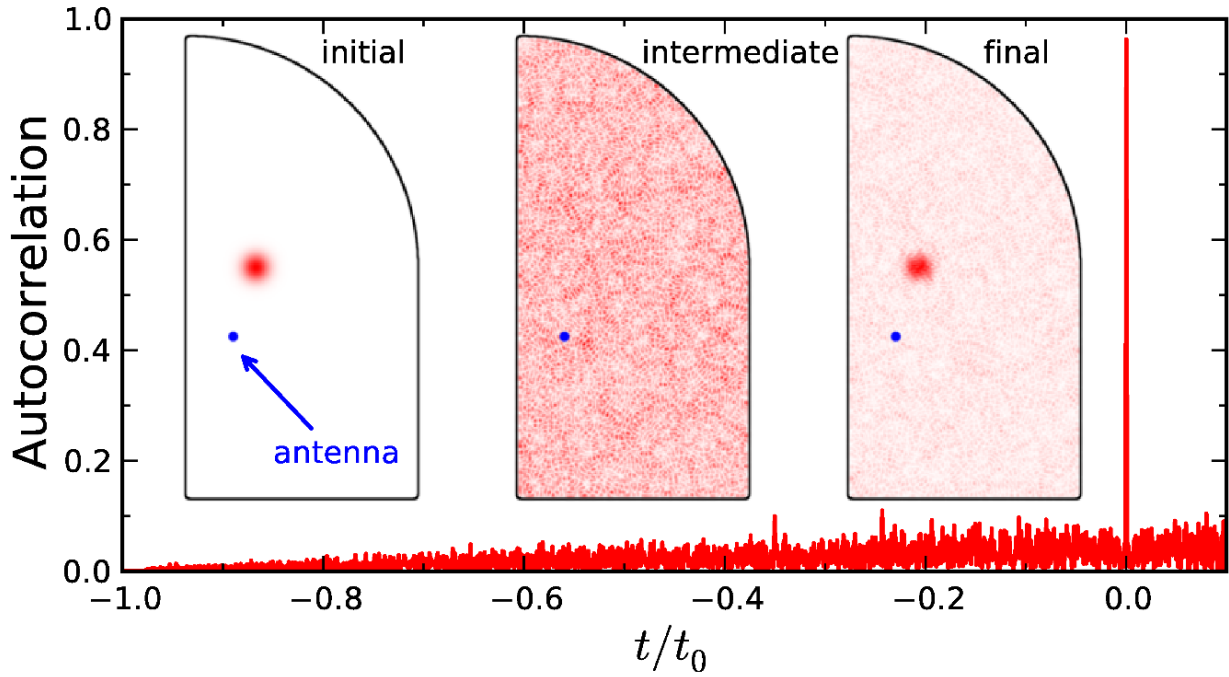 initial
intermediate
final
antenna
Autocorrelation
1.0
0.8
0.6
0.4
0.2
0.0
−1.0
−0.8
−0.6
−0.4
−0.2
0.0
t/t₀